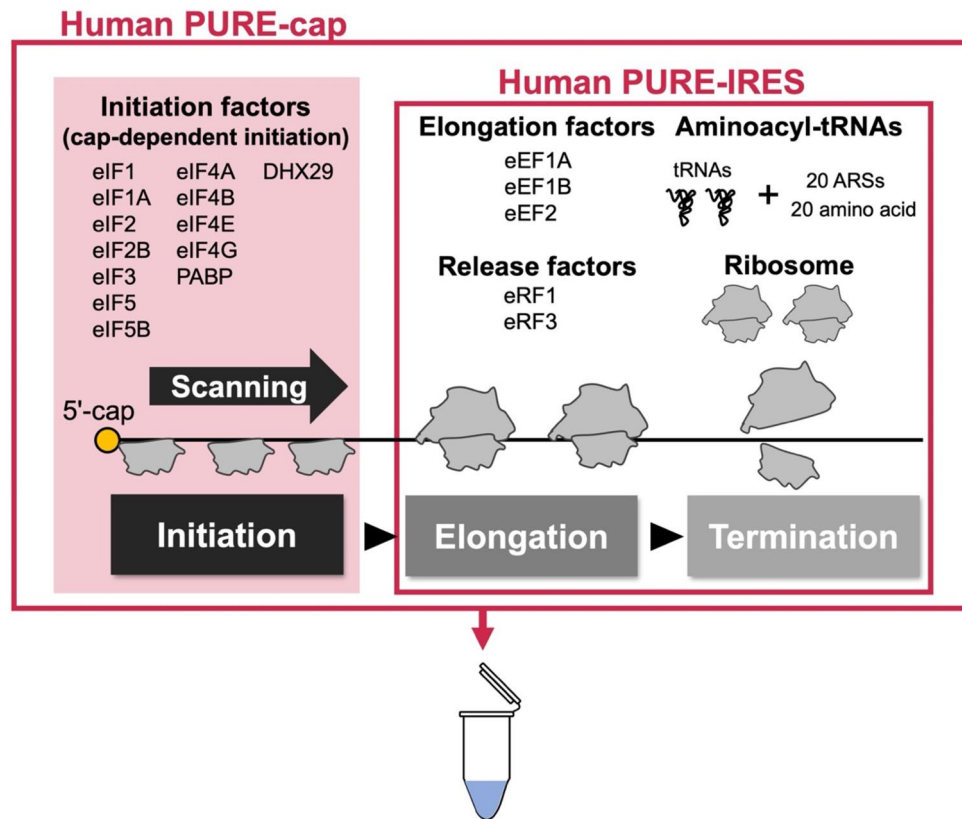 Human PURE-cap
Human PURE-IRES
Initiation factors
(cap-dependent initiation)
eIF1 eIF4A DHX29
eIF1A eIF4B
eIF2 eIF4E
eIF2B eIF4G
eIF3 PABP
eIF5
eIF5B
Elongation factors
eEF1A
eEF1B
eEF2
Aminoacyl-tRNAs
tRNAs
+
20 ARSs
20 amino acid
Release factors
eRF1
eRF3
Ribosome
Scanning
5'-cap
Initiation
Elongation
Termination